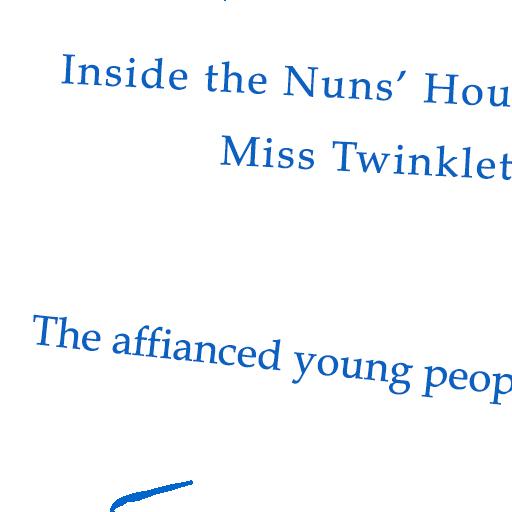 Inside the Nuns’ Hou
Miss Twinklet
The affianced young peop